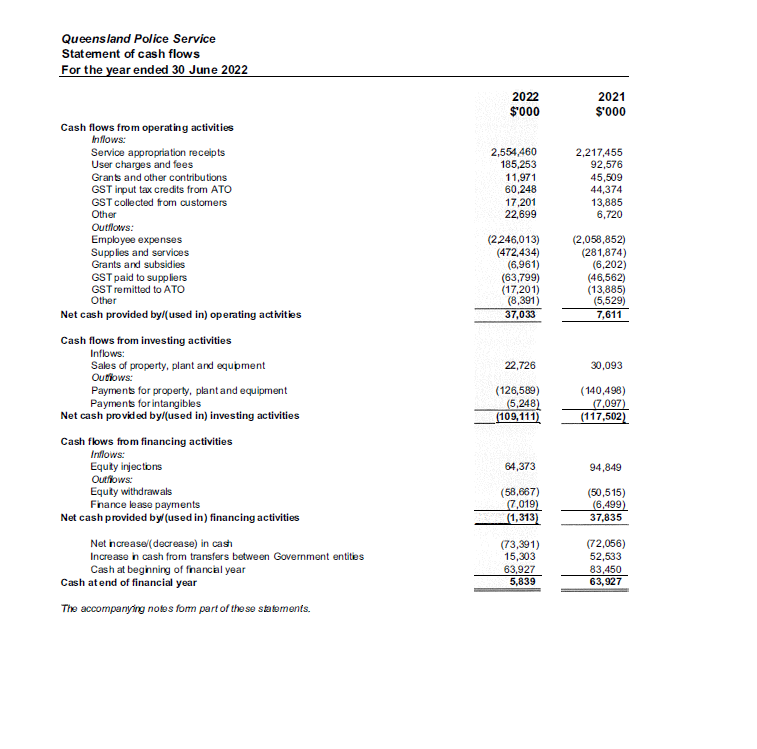 Queensland Police Service
Statement of cash flows
For the year ended 30 June 2022
2022 2021
$'000 $'000
Cash flows from operating activities
Inflows:
Service appropriation receipts 2,554,460 2,217,455
User charges and fees 185,253 92,576
Grants and other contributions 11,971 45,509
GST input tax credits from ATO 60,248 44,374
GST collected from customers 17,201 13,885
Other 22,699 6,720
Outflows:
Employee expenses (2,246,013) (2,058,852)
Supplies and services (472,434) (281,874)
Grants and subsidies (6,961) (6,202)
GST paid to suppliers (63,799) (46,562)
GST remitted to ATO (17,201) (13,885)
Other (8,391) (5,529)
Net cash provided by/(used in) operating activities 37,033 7,611
Cash flows from investing activities
Inflows:
Sales of property, plant and equipment 22,726 30,093
Outflows:
Payments for property, plant and equipment (126,589) (140,498)
Payments for intangibles (5,248) (7,097)
Net cash provided by/(used in) investing activities (109,111) (117,502)
Cash flows from financing activities
Inflows:
Equity injections 64,373 94,849
Outflows:
Equity withdrawals (58,667) (50,515)
Finance lease payments (7,019) (6,499)
Net cash provided by/(used in) financing activities (1,313) 37,835
Net increase/(decrease) in cash (73,391) (72,056)
Increase in cash from transfers between Government entities 15,303 52,533
Cash at beginning of financial year 63,927 83,450
Cash at end of financial year 5,839 63,927
The accompanying notes form part of these statements.